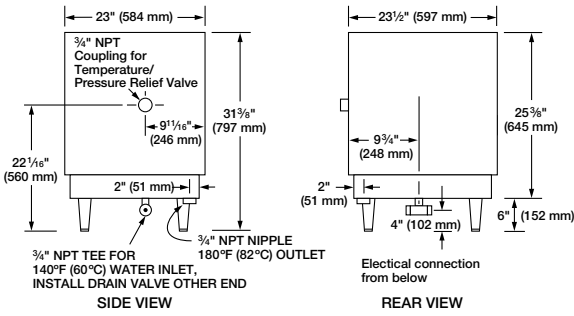 23" (584 mm)
¾" NPT
Coupling for
Temperature/
Pressure Relief Valve
9¹¹⁄₁₆"
(246 mm)
31⅜"
(797 mm)
22¹⁄₁₆"
(560 mm)
2" (51 mm)
¾" NPT TEE FOR
140°F (60°C) WATER INLET,
INSTALL DRAIN VALVE OTHER END
¾" NPT NIPPLE
180°F (82°C) OUTLET
SIDE VIEW
23½" (597 mm)
25⅜"
(645 mm)
9¾"
(248 mm)
2"
(51 mm)
4" (102 mm)
6" (152 mm)
Electical connection
from below
REAR VIEW